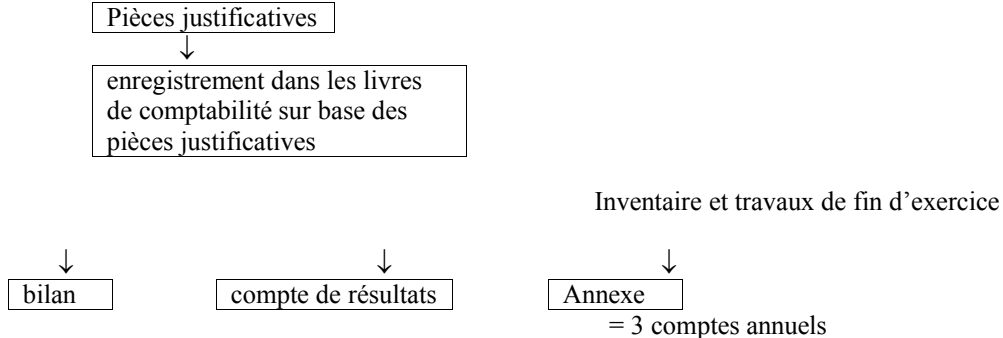 Pièces justificatives
↓
enregistrement dans les livres
de comptabilité sur base des
pièces justificatives
Inventaire et travaux de fin d’exercice
↓ ↓ ↓
bilan compte de résultats Annexe
= 3 comptes annuels